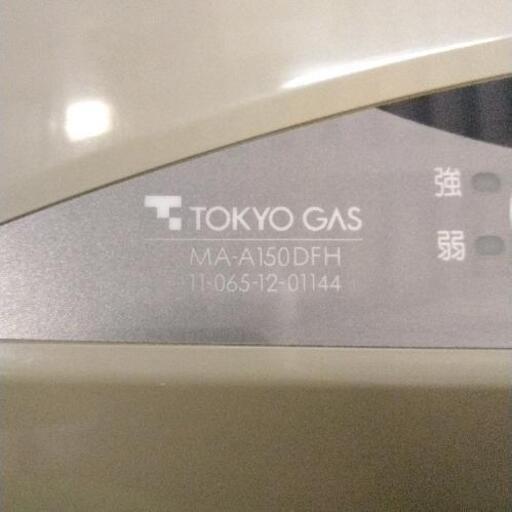 TOKYO GAS
MA-A150DFH
11-065-12-01144
強
弱